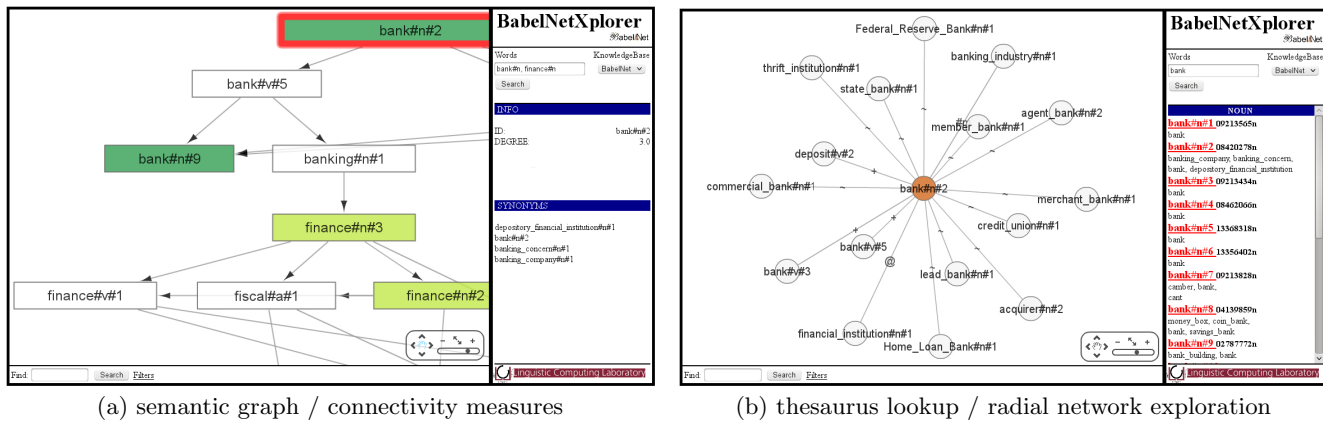 bank#n#2
bank#v#5
bank#n#9
banking#n#1
finance#n#3
finance#v#1
fiscal#a#1
finance#n#2
Find:
Search
Filters
BabelNetXplorer
BabelNet
Words
KnowledgeBase
bank#n, finance#n
BabelNet
Search
INFO
ID: bank#n#2
DEGREE: 3.0
SYNONYMS
depository_financial_institution#n#1
bank#n#2
banking_concern#n#1
banking_company#n#1
Linguistic Computing Laboratory
(a) semantic graph / connectivity measures
Federal_Reserve_Bank#n#1
banking_industry#n#1
thrift_institution#n#1
state_bank#n#1
agent_bank#n#2
member_bank#n#1
deposit#v#2
commercial_bank#n#1
bank#n#2
merchant_bank#n#1
credit_union#n#1
bank#v#5
bank#v#3
lead_bank#n#1
acquirer#n#2
financial_institution#n#1
Home_Loan_Bank#n#1
Find:
Search
Filters
BabelNetXplorer
BabelNet
Words
KnowledgeBase
bank
BabelNet
Search
NOUN
bank#n#1 09213565n
bank
bank#n#2 08420278n
banking_company, banking_concern,
bank, depository_financial_institution
bank#n#3 09213434n
bank
bank#n#4 08462066n
bank
bank#n#5 13368318n
bank
bank#n#6 13356402n
bank
bank#n#7 09213828n
camber, bank,
cant
bank#n#8 04139859n
money_box, coin_bank,
bank, savings_bank
bank#n#9 02787772n
bank_building, bank
Linguistic Computing Laboratory
(b) thesaurus lookup / radial network exploration